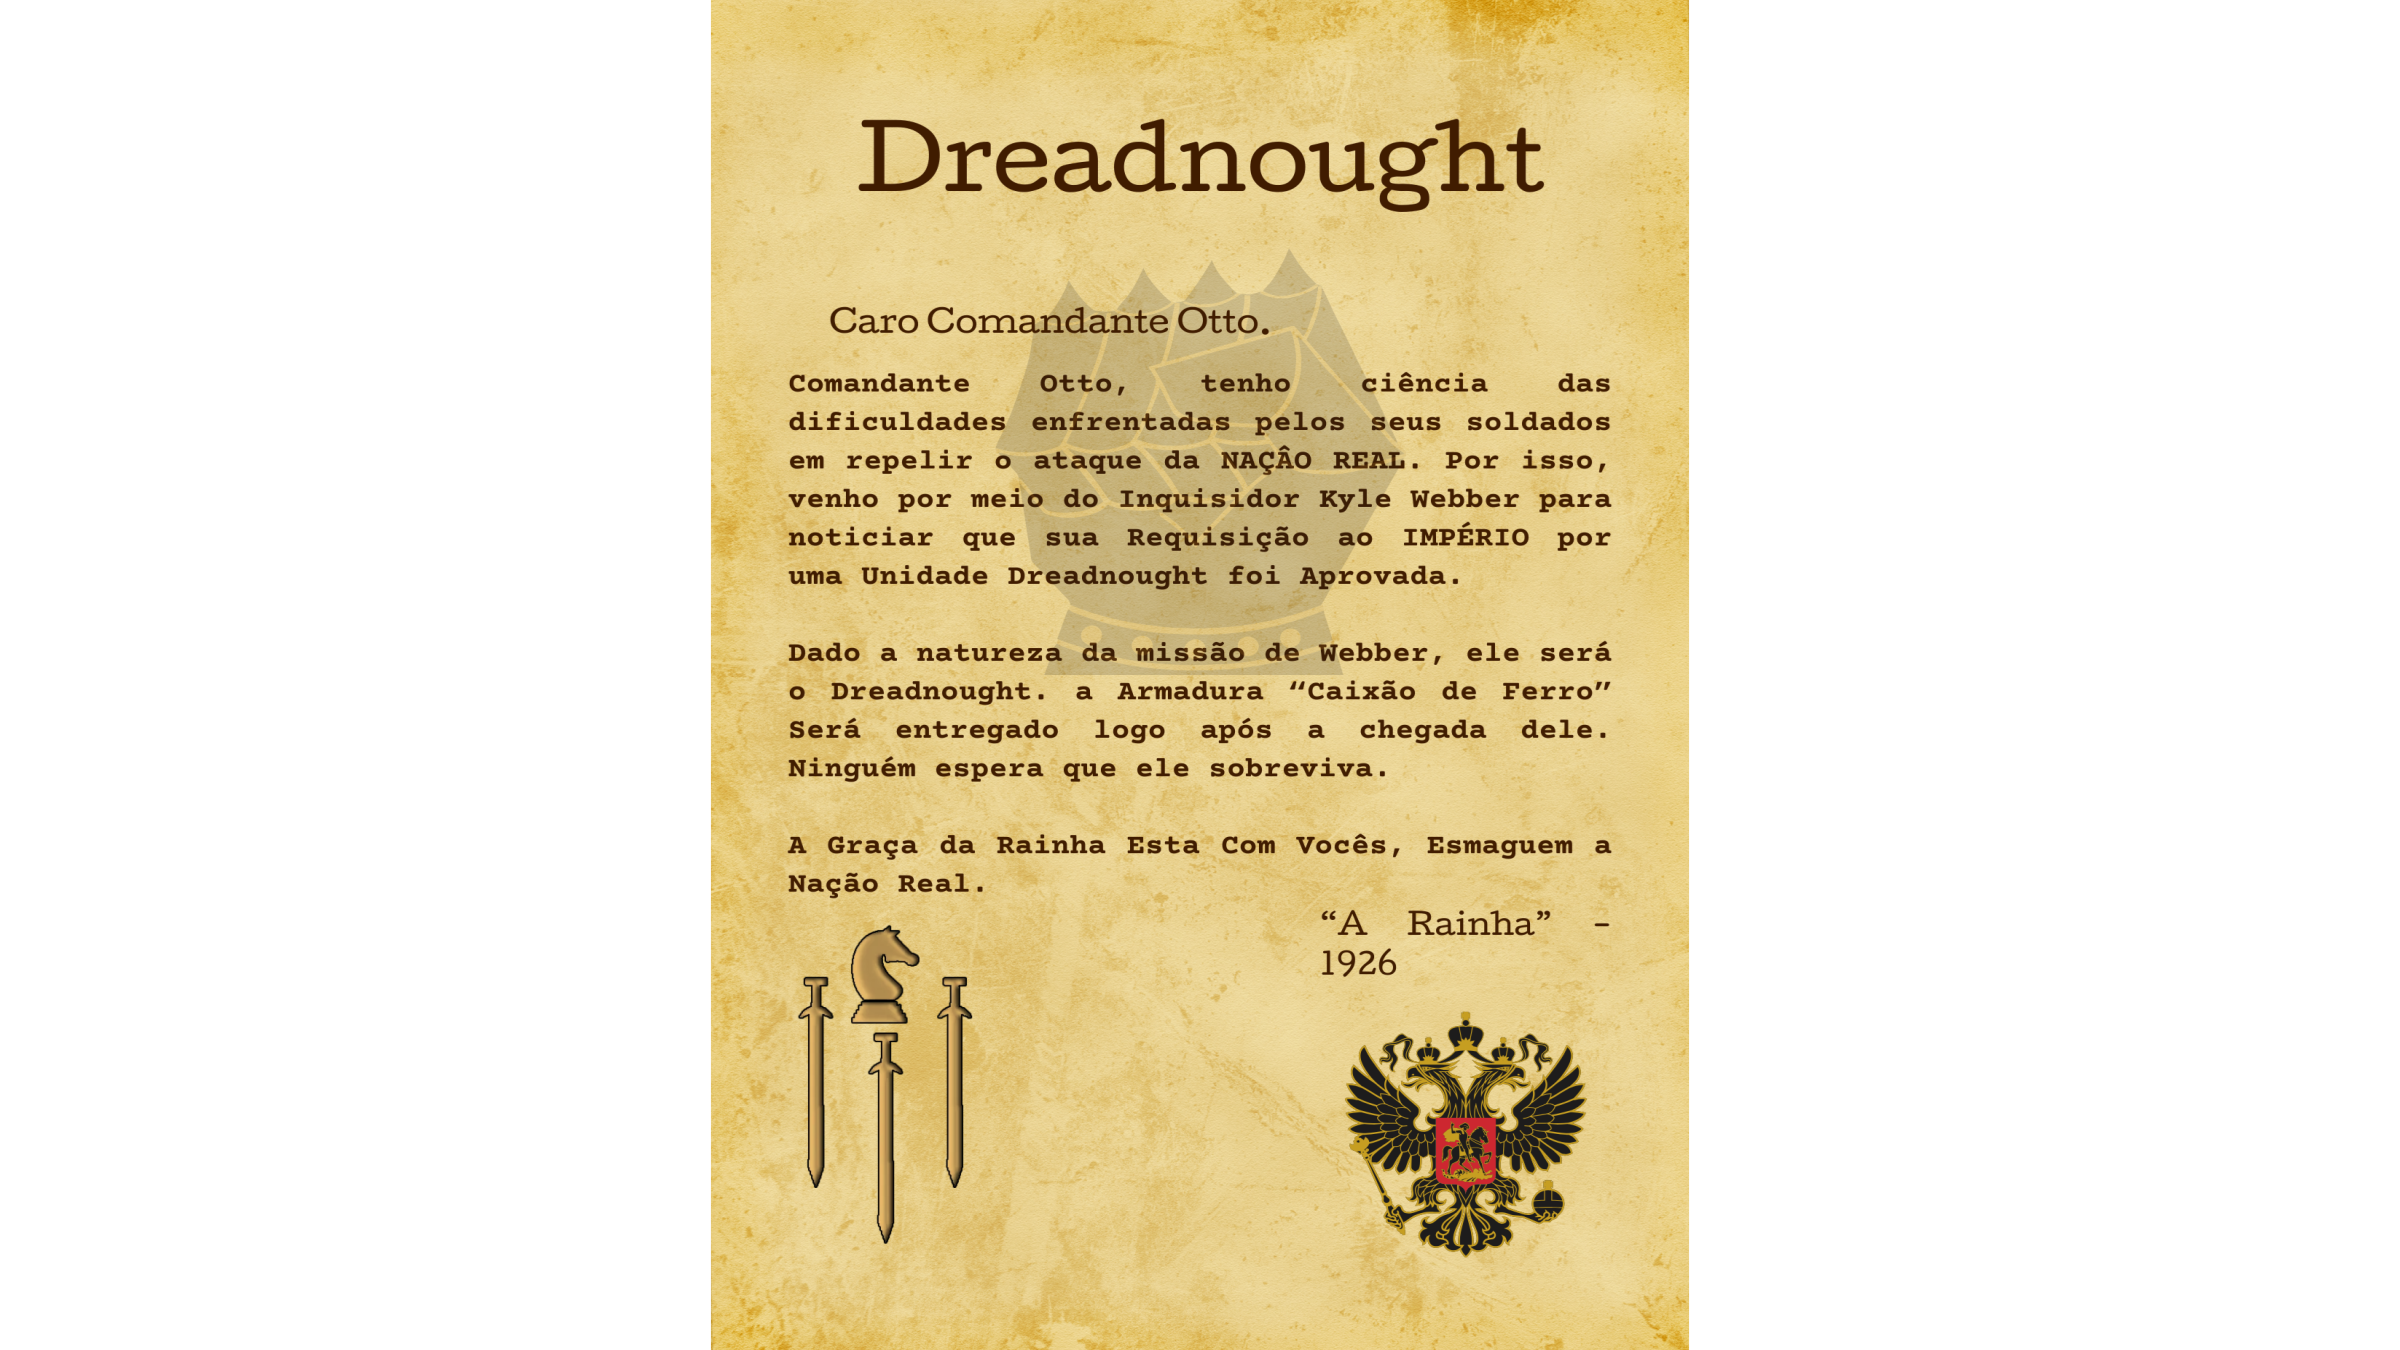 Dreadnought
Caro Comandante Otto.
Comandante Otto, tenho ciência das
dificuldades enfrentadas pelos seus soldados
em repelir o ataque da NAÇÂO REAL. Por isso,
venho por meio do Inquisidor Kyle Webber para
noticiar que sua Requisição ao IMPÉRIO por
uma Unidade Dreadnought foi Aprovada.
Dado a natureza da missão de Webber, ele será
o Dreadnought. a Armadura “Caixão de Ferro”
Será entregado logo após a chegada dele.
Ninguém espera que ele sobreviva.
A Graça da Rainha Esta Com Vocês, Esmaguem a
Nação Real.
“A Rainha” -
1926